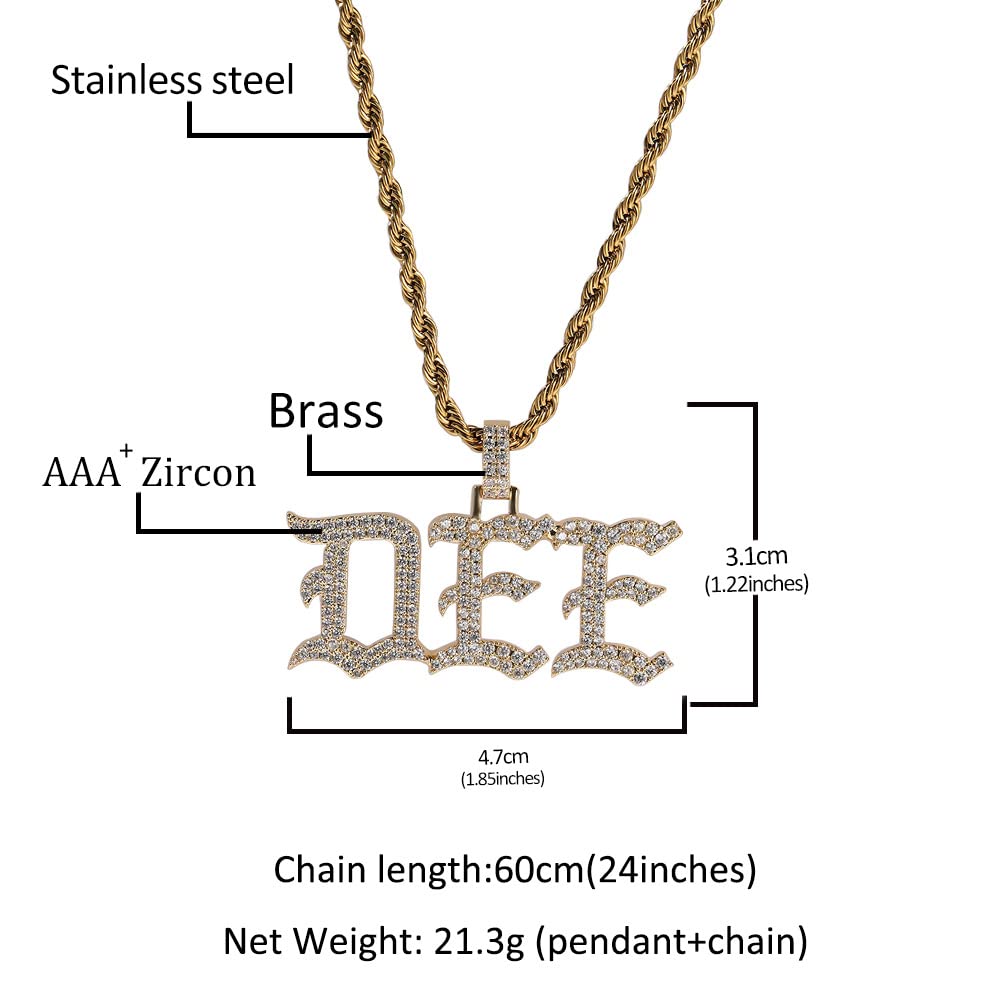 Stainless steel
Brass
AAA+ Zircon
DEE
3.1cm
(1.22inches)
4.7cm
(1.85inches)
Chain length:60cm(24inches)
Net Weight: 21.3g (pendant+chain)